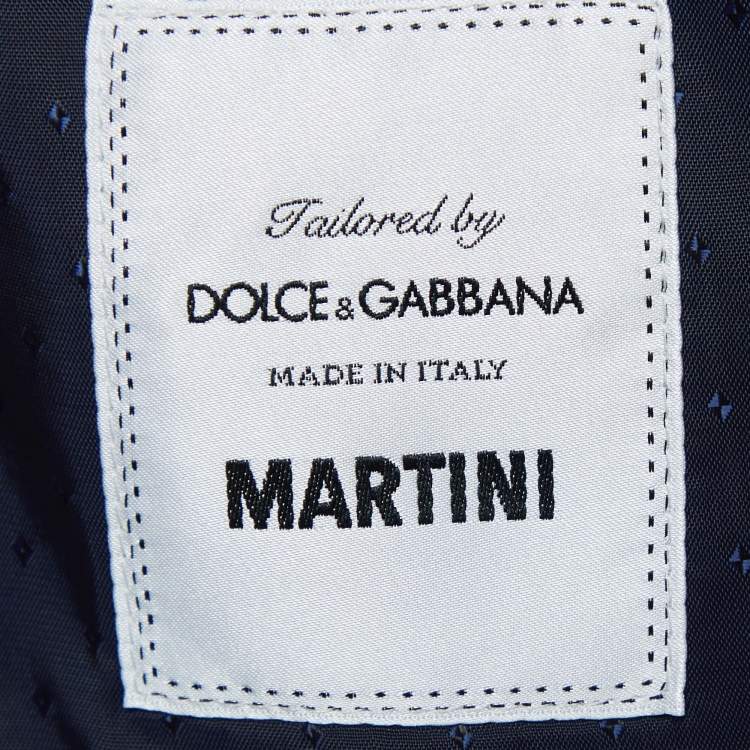 Tailored by
DOLCE & GABBANA
MADE IN ITALY
MARTINI